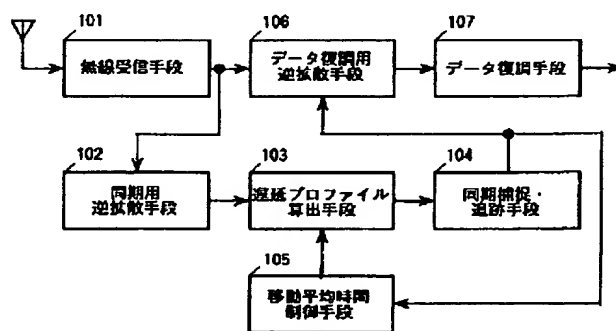 101
無線受信手段
106
データ復調用
逆拡散手段
107
データ復調手段
102
同期用
逆拡散手段
103
遅延プロファイル
算出手段
104
同期捕捉・
追跡手段
105
移動平均時間
制御手段